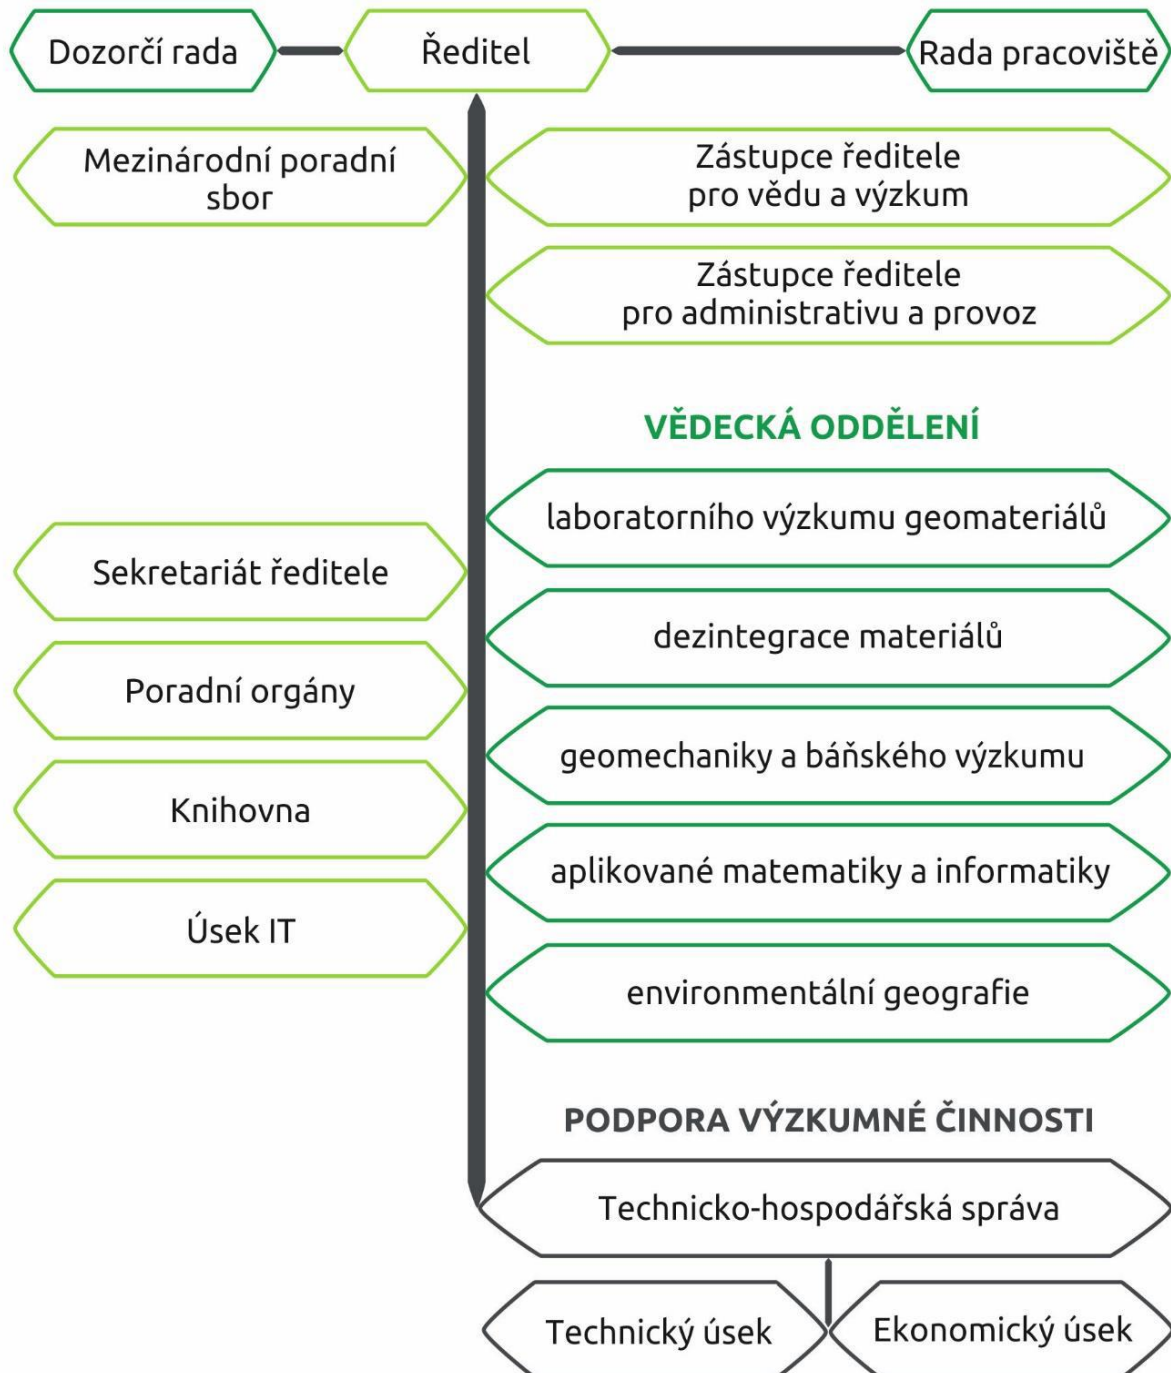 Dozorčí rada
Ředitel
Rada pracoviště
Mezinárodní poradní
sbor
Zástupce ředitele
pro vědu a výzkum
Zástupce ředitele
pro administrativu a provoz
VĚDECKÁ ODDĚLENÍ
laboratorního výzkumu geomateriálů
Sekretariát ředitele
dezintegrace materiálů
Poradní orgány
geomechaniky a báňského výzkumu
Knihovna
aplikované matematiky a informatiky
Úsek IT
environmentální geografie
PODPORA VÝZKUMNÉ ČINNOSTI
Technicko-hospodářská správa
Technický úsek
Ekonomický úsek